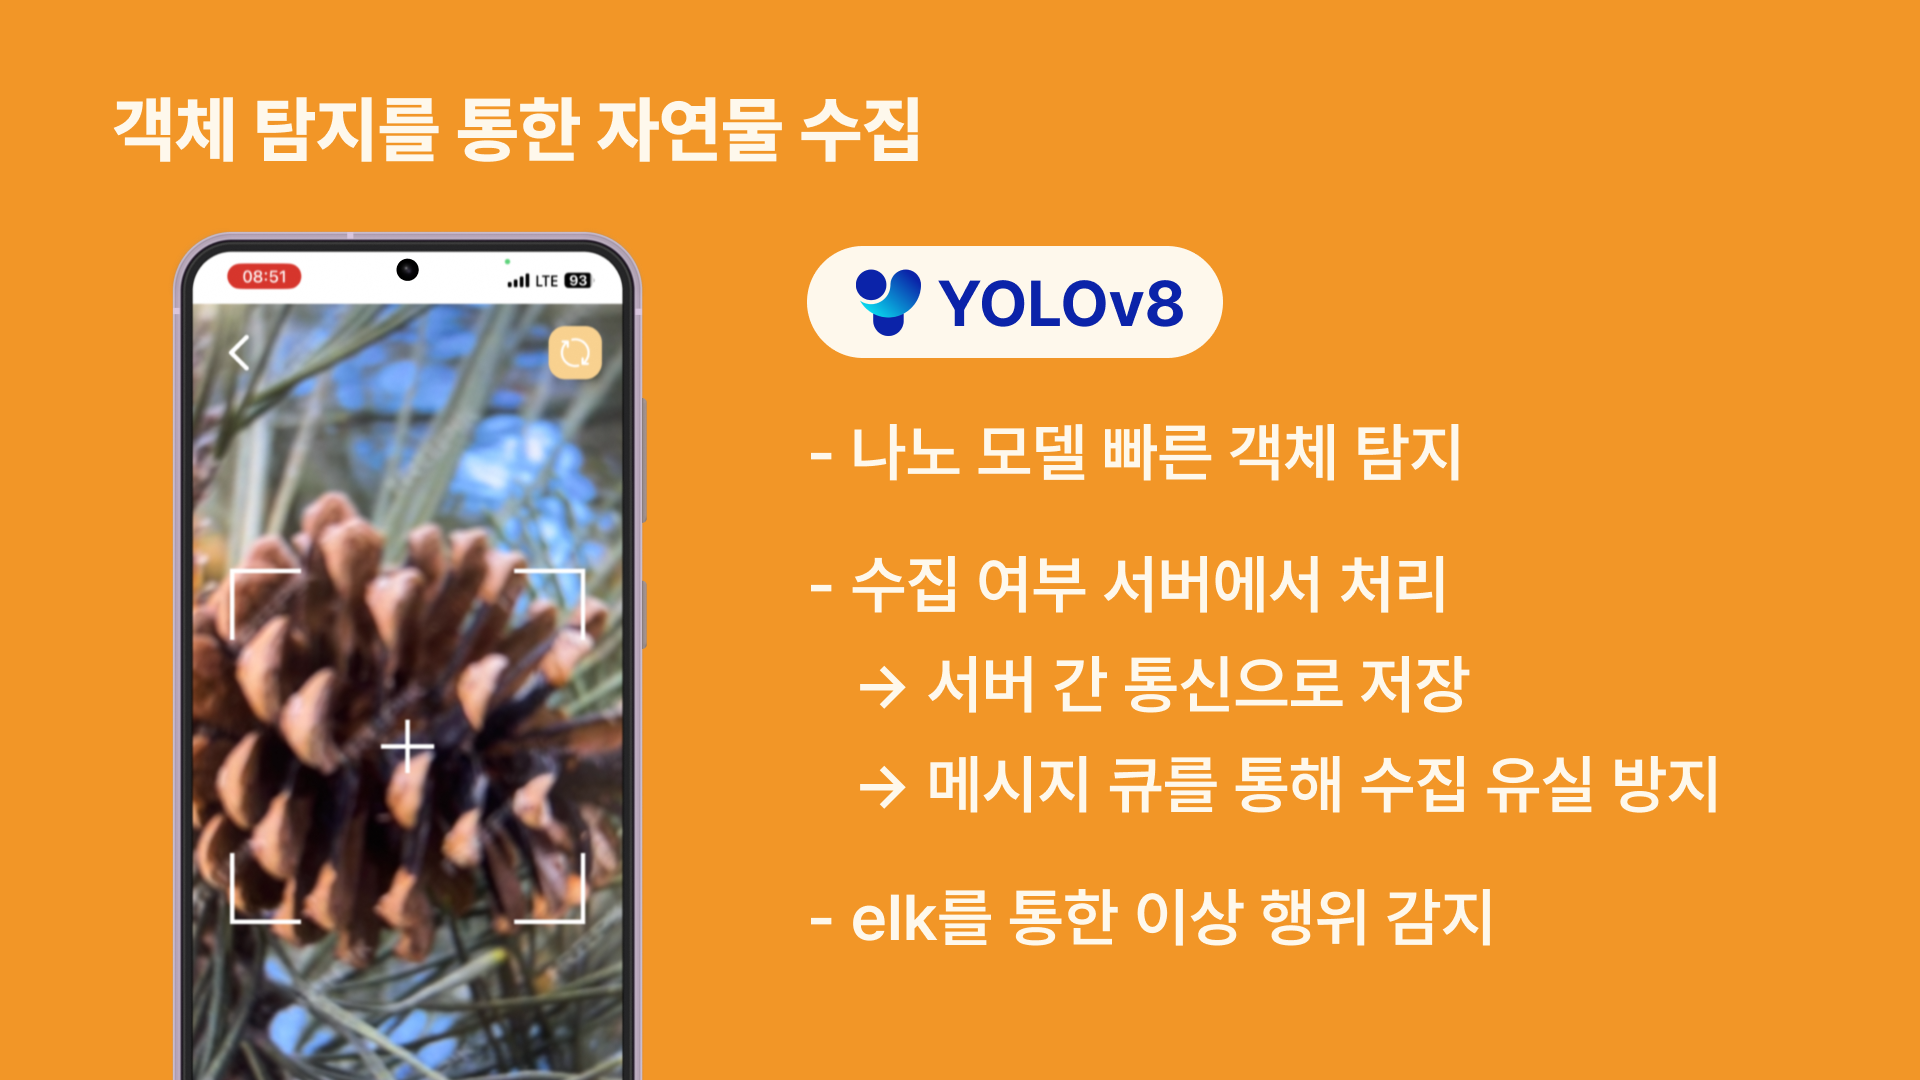 객체 탐지를 통한 자연물 수집
08:51
LTE 93
YOLOv8
- 나노 모델 빠른 객체 탐지
- 수집 여부 서버에서 처리
→ 서버 간 통신으로 저장
→ 메시지 큐를 통해 수집 유실 방지
- elk를 통한 이상 행위 감지